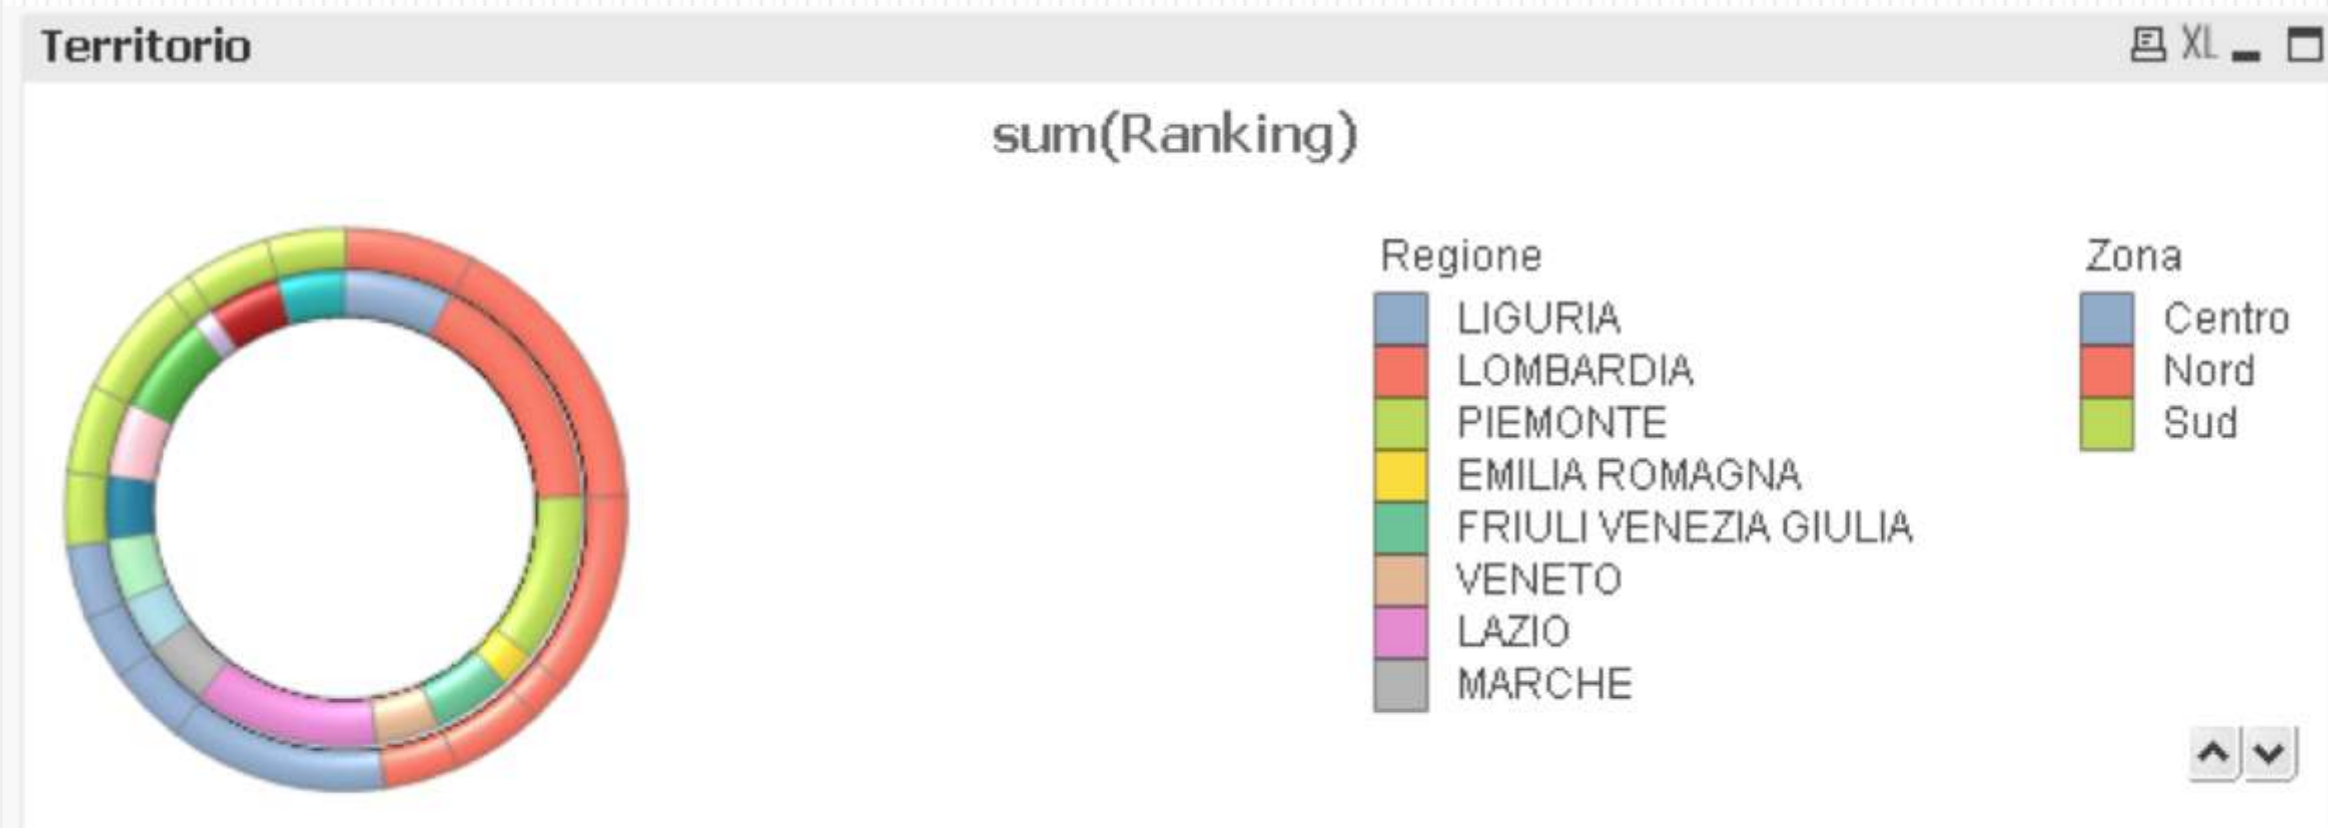 Territorio
XL
sum(Ranking)
Regione
LIGURIA
LOMBARDIA
PIEMONTE
EMILIA ROMAGNA
FRIULI VENEZIA GIULIA
VENETO
LAZIO
MARCHE
Zona
Centro
Nord
Sud